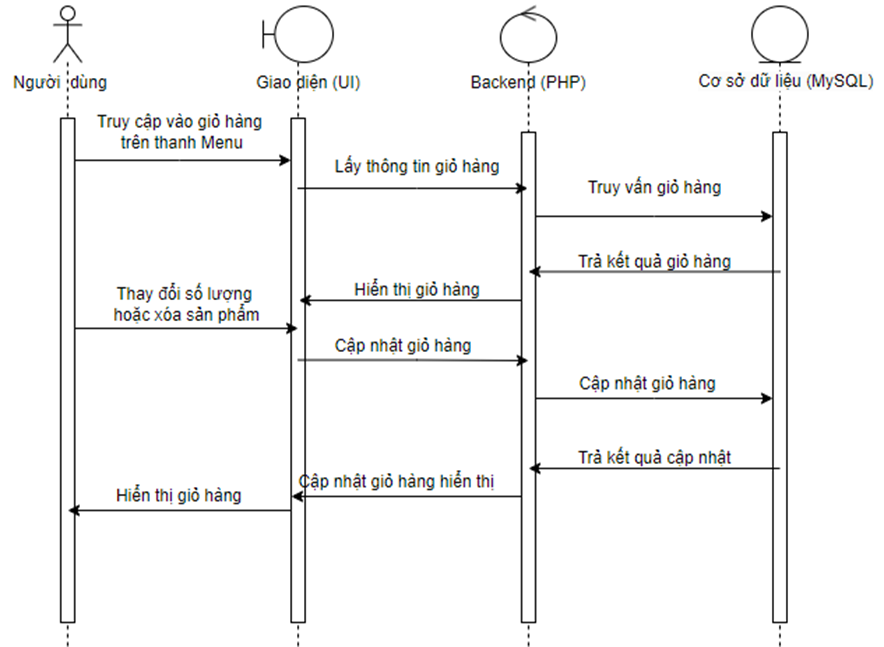 Người dùng
Giao diện (UI)
Backend (PHP)
Cơ sở dữ liệu (MySQL)
Truy cập vào giỏ hàng
trên thanh Menu
Lấy thông tin giỏ hàng
Truy vấn giỏ hàng
Trả kết quả giỏ hàng
Hiển thị giỏ hàng
Thay đổi số lượng
hoặc xóa sản phẩm
Cập nhật giỏ hàng
Cập nhật giỏ hàng
Trả kết quả cập nhật
Cập nhật giỏ hàng hiển thị
Hiển thị giỏ hàng